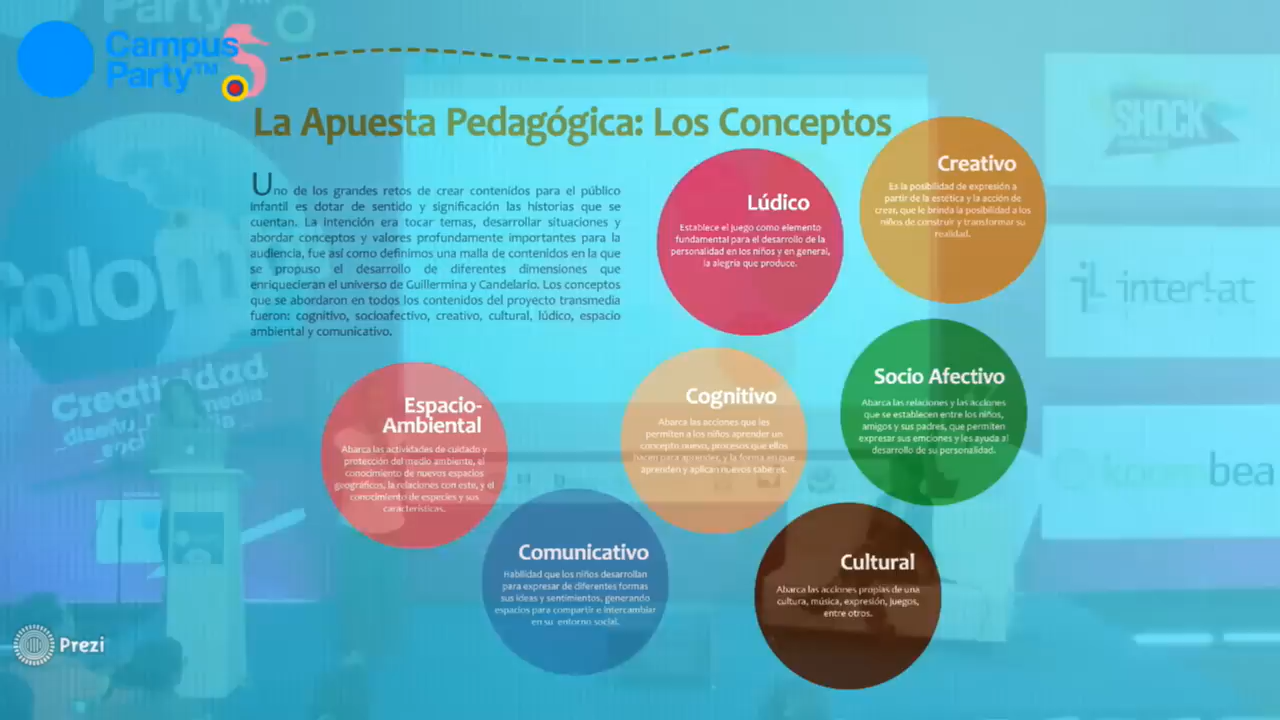 Party™
Campus
Party™
La Apuesta Pedagógica: Los Conceptos
Uno de los grandes retos de crear contenidos para el público
infantil es dotar de sentido y significación las historias que se
cuentan. La intención era tocar temas, desarrollar situaciones y
abordar conceptos y valores profundamente importantes para la
audiencia, fue así como definimos una malla de contenidos en la que
se propuso el desarrollo de diferentes dimensiones que
enriquecieran el universo de Guillermina y Candelario. Los conceptos
que se abordaron en todos los contenidos del proyecto transmedia
fueron: cognitivo, socioafectivo, creativo, cultural, lúdico, espacio
ambiental y comunicativo.
Lúdico
Establece el juego como elemento
fundamental para el desarrollo de la
personalidad en los niños y en general,
la alegría que produce.
Creativo
Es la posibilidad de expresión a
partir de la estética y la acción de
crear, que le brinda la posibilidad a los
niños de construir y transformar su
realidad.
Espacio-
Ambiental
Abarca las actividades de cuidado y
protección del medio ambiente, el
conocimiento de nuevos espacios
geográficos, la relaciones con este, y el
conocimiento de especies y sus
características.
Cognitivo
Abarca las acciones que les
permiten a los niños aprender un
concepto nuevo, procesos que ellos
hacen para aprender, y la forma en que
aprenden y aplican nuevos saberes.
Socio Afectivo
Abarca las relaciones y las acciones
que se establecen entre los niños,
amigos y sus padres, que permiten
expresar sus emciones y les ayuda al
desarrollo de su personalidad.
Comunicativo
Habilidad que los niños desarrollan
para expresar de diferentes formas
sus ideas y sentimientos, generando
espacios para compartir e intercambiar
en su entorno social.
Cultural
Abarca las acciones propias de una
cultura, música, expresión, juegos,
entre otros.
SHOCK
interlat
bea
Colom
Creatividad
Prezi